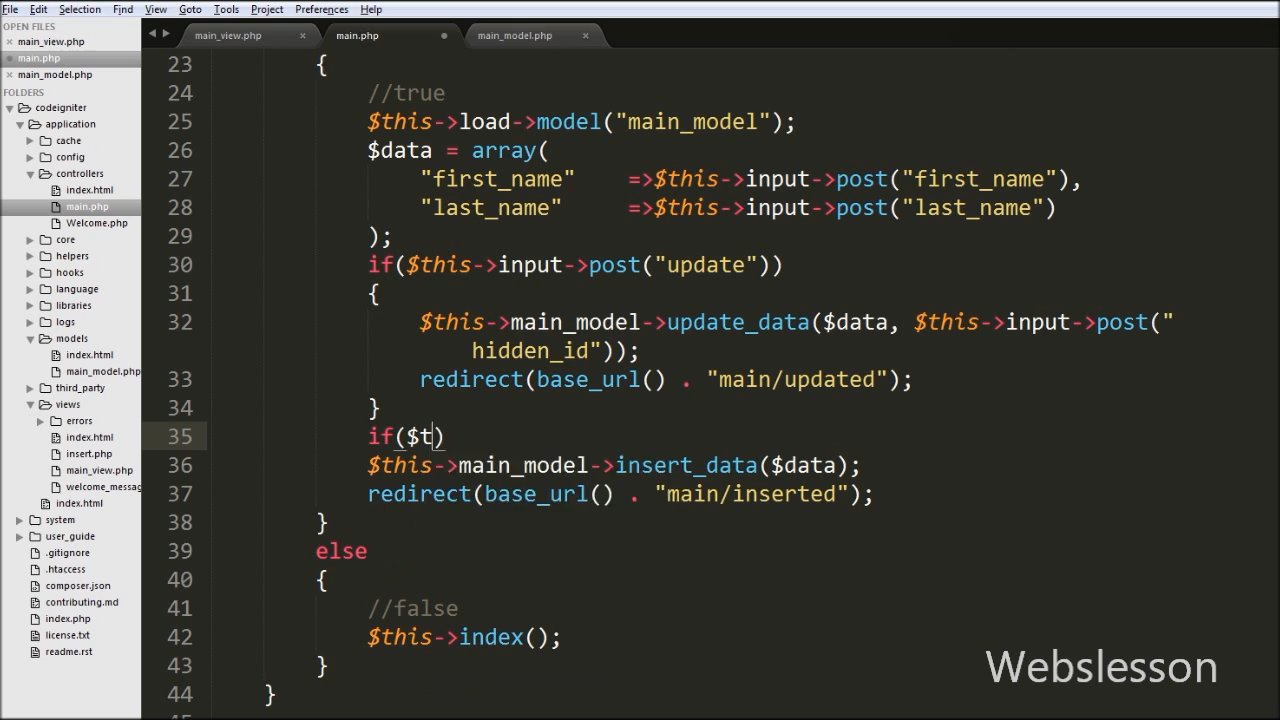 File Edit Selection Find View Goto Tools Project Preferences Help
OPEN FILES
× main_view.php
main.php
× main_model.php
FOLDERS
codeigniter
application
cache
config
controllers
index.html
main.php
Welcome.php
core
helpers
hooks
language
libraries
logs
models
index.html
main_model.php
third_party
views
errors
index.html
insert.php
main_view.php
welcome_messag
index.html
system
user_guide
.gitignore
.htaccess
composer.json
contributing.md
index.php
license.txt
readme.rst
main_view.php × main.php main_model.php ×
23 {
24 //true
25 $this->load->model("main_model");
26 $data = array(
27 "first_name" =>$this->input->post("first_name"),
28 "last_name" =>$this->input->post("last_name")
29 );
30 if($this->input->post("update"))
31 {
32 $this->main_model->update_data($data, $this->input->post("
hidden_id"));
33 redirect(base_url() . "main/updated");
34 }
35 if($t)
36 $this->main_model->insert_data($data);
37 redirect(base_url() . "main/inserted");
38 }
39 else
40 {
41 //false
42 $this->index();
43 }
44 }
Webslesson